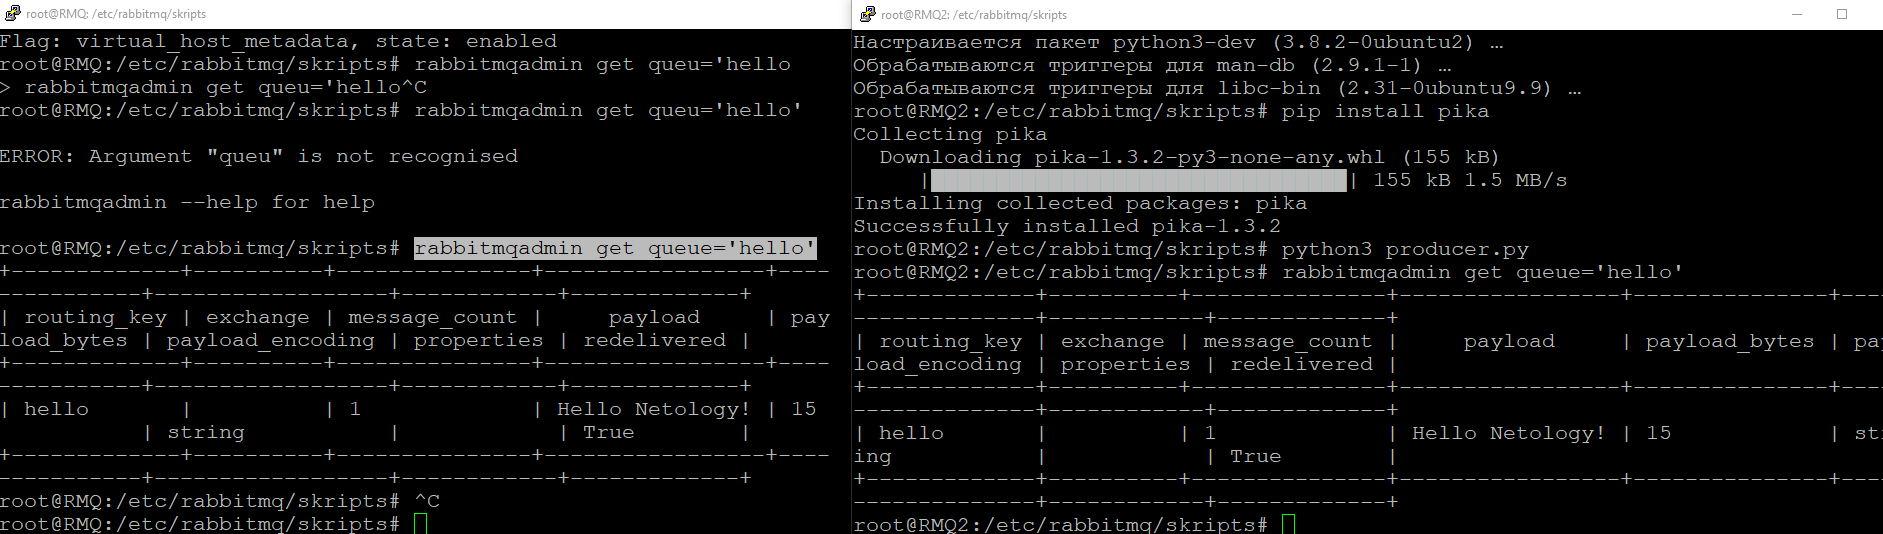 root@RMQ: /etc/rabbitmq/skripts
Flag: virtual_host_metadata, state: enabled
root@RMQ:/etc/rabbitmq/skripts# rabbitmqadmin get queu='hello
> rabbitmqadmin get queu='hello^C
root@RMQ:/etc/rabbitmq/skripts# rabbitmqadmin get queu='hello'
ERROR: Argument "queu" is not recognised
rabbitmqadmin --help for help
root@RMQ:/etc/rabbitmq/skripts# rabbitmqadmin get queue='hello'
+-------------+----------+---------------+-----------------+----
-----------+-------------------+------------+-------------+
| routing_key | exchange | message_count |     payload     | pay
load_bytes | payload_encoding | properties | redelivered |
+-------------+----------+---------------+-----------------+----
-----------+-------------------+------------+-------------+
| hello       |          | 1             | Hello Netology! | 15
           | string           |            | True        |
+-------------+----------+---------------+-----------------+----
-----------+-------------------+------------+-------------+
root@RMQ:/etc/rabbitmq/skripts# ^C
root@RMQ:/etc/rabbitmq/skripts#
root@RMQ2: /etc/rabbitmq/skripts
Настраивается пакет python3-dev (3.8.2-0ubuntu2) …
Обрабатываются триггеры для man-db (2.9.1-1) …
Обрабатываются триггеры для libc-bin (2.31-0ubuntu9.9) …
root@RMQ2:/etc/rabbitmq/skripts# pip install pika
Collecting pika
  Downloading pika-1.3.2-py3-none-any.whl (155 kB)
     |████████████████████████████████| 155 kB 1.5 MB/s
Installing collected packages: pika
Successfully installed pika-1.3.2
root@RMQ2:/etc/rabbitmq/skripts# python3 producer.py
root@RMQ2:/etc/rabbitmq/skripts# rabbitmqadmin get queue='hello'
+-------------+----------+---------------+-----------------+---------------+----
--------------+------------+-------------+
| routing_key | exchange | message_count |     payload     | payload_bytes | pay
load_encoding | properties | redelivered |
+-------------+----------+---------------+-----------------+---------------+----
--------------+------------+-------------+
| hello       |          | 1             | Hello Netology! | 15            | str
ing           |            | True        |
+-------------+----------+---------------+-----------------+---------------+----
--------------+------------+-------------+
root@RMQ2:/etc/rabbitmq/skripts#